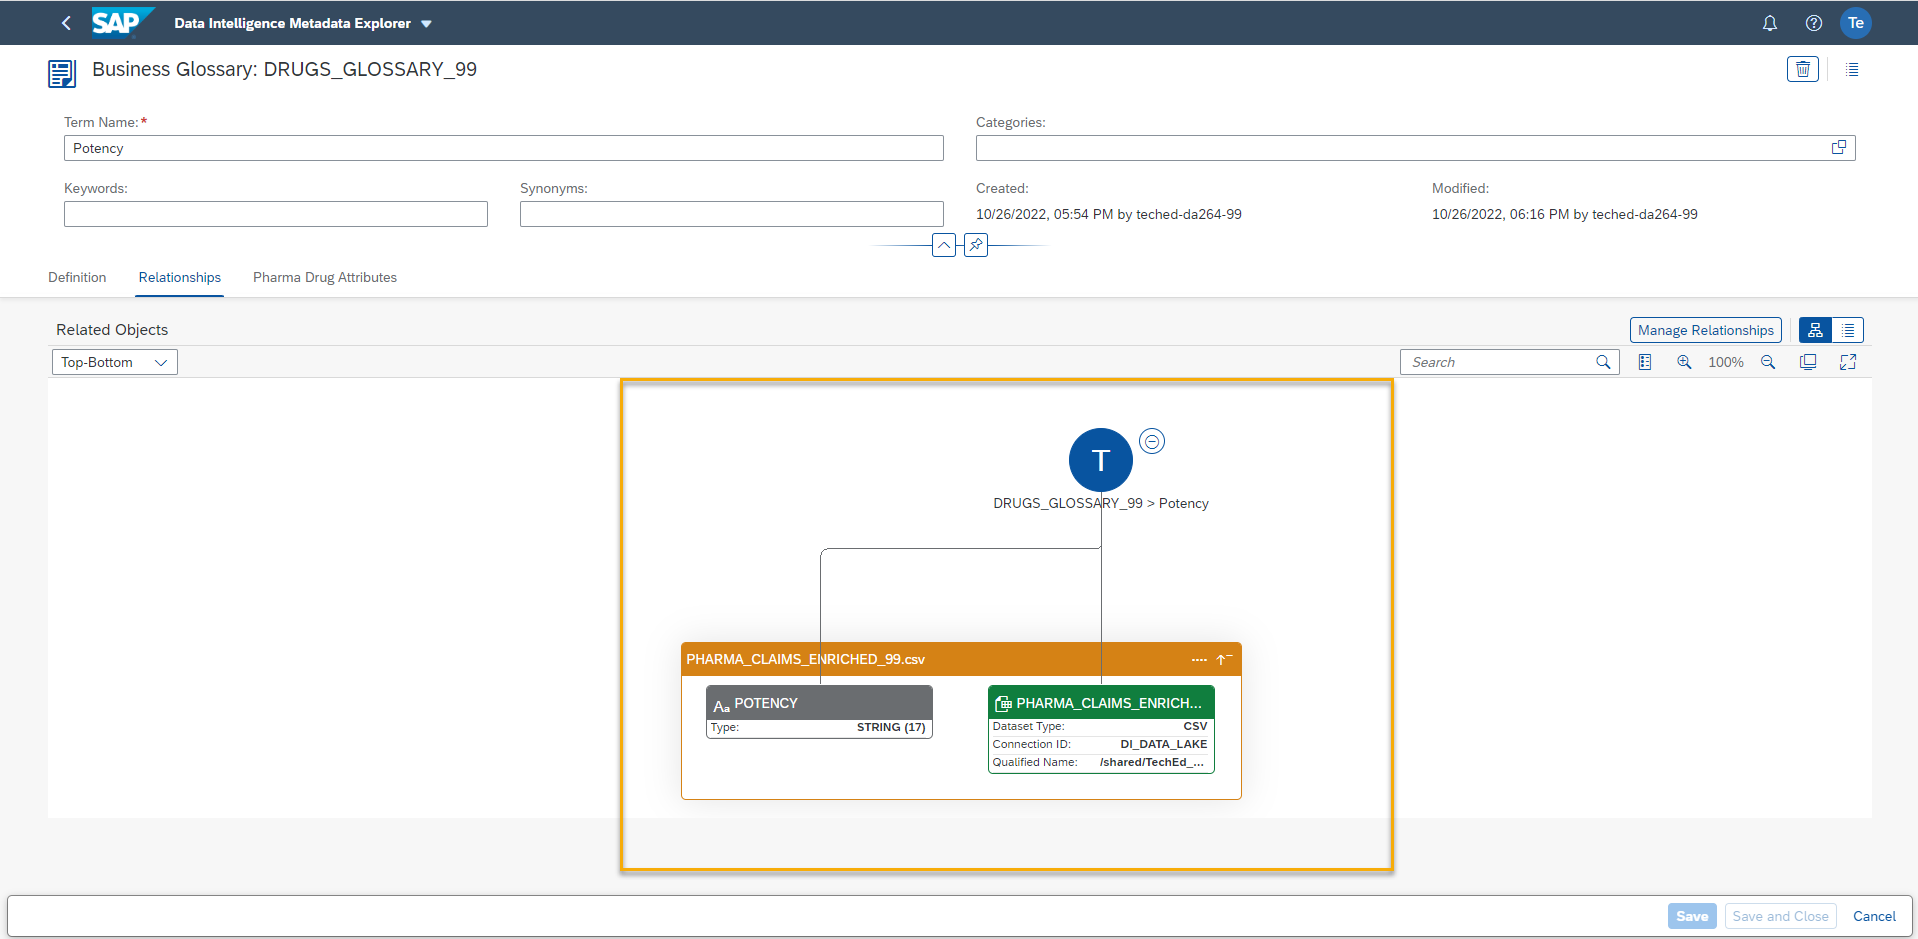 SAP Data Intelligence Metadata Explorer Te
Business Glossary: DRUGS_GLOSSARY_99
Term Name:*
Potency
Categories:
Keywords:
Synonyms:
Created:
10/26/2022, 05:54 PM by teched-da264-99
Modified:
10/26/2022, 06:16 PM by teched-da264-99
Definition Relationships Pharma Drug Attributes
Related Objects
Manage Relationships
Top-Bottom
Search
100%
T
DRUGS_GLOSSARY_99 > Potency
PHARMA_CLAIMS_ENRICHED_99.csv
Aa POTENCY
Type: STRING (17)
PHARMA_CLAIMS_ENRICH...
Dataset Type: CSV
Connection ID: DI_DATA_LAKE
Qualified Name: /shared/TechEd_...
Save Save and Close Cancel